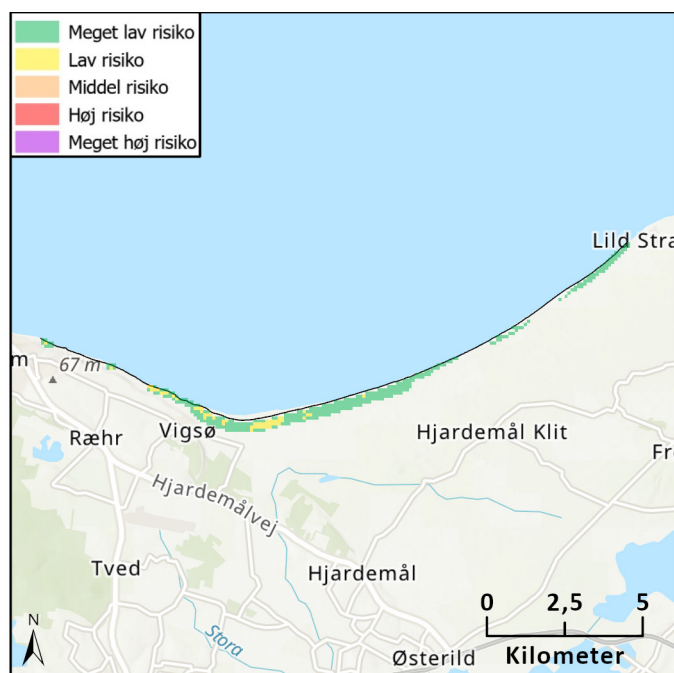 Meget lav risiko
Lav risiko
Middel risiko
Høj risiko
Meget høj risiko
Lild Stra
m
67 m
Ræhr
Vigsø
Hjardemål Klit
Fr
Hjardemålvej
Tved
Hjardemål
Stora
Østerild
N
0 2,5 5
Kilometer